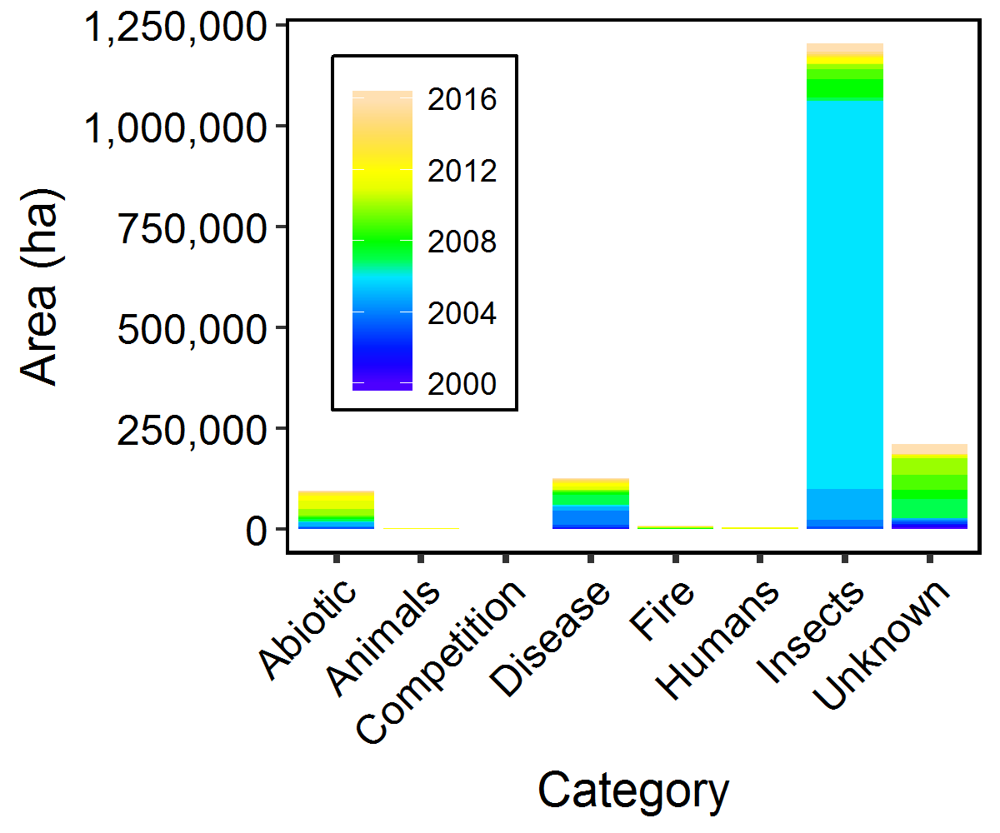 1,250,000
1,000,000
750,000
500,000
250,000
0
Area (ha)
2016
2012
2008
2004
2000
Abiotic
Animals
Competition
Disease
Fire
Humans
Insects
Unknown
Category